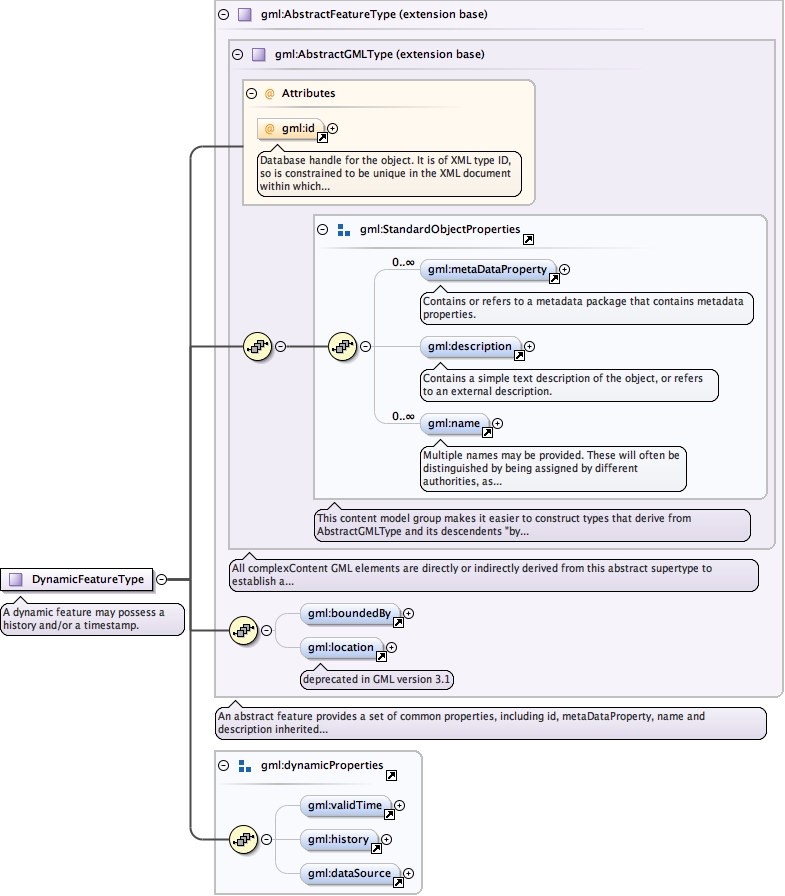 gml:AbstractFeatureType (extension base)
gml:AbstractGMLType (extension base)
@ Attributes
@ gml:id
Database handle for the object. It is of XML type ID,
so is constrained to be unique in the XML document
within which...
gml:StandardObjectProperties
0..∞
gml:metaDataProperty
Contains or refers to a metadata package that contains metadata
properties.
gml:description
Contains a simple text description of the object, or refers
to an external description.
0..∞
gml:name
Multiple names may be provided. These will often be
distinguished by being assigned by different
authorities, as...
This content model group makes it easier to construct types that derive from
AbstractGMLType and its descendents "by...
All complexContent GML elements are directly or indirectly derived from this abstract supertype to
establish a...
DynamicFeatureType
A dynamic feature may possess a
history and/or a timestamp.
gml:boundedBy
gml:location
deprecated in GML version 3.1
An abstract feature provides a set of common properties, including id, metaDataProperty, name and
description inherited...
gml:dynamicProperties
gml:validTime
gml:history
gml:dataSource